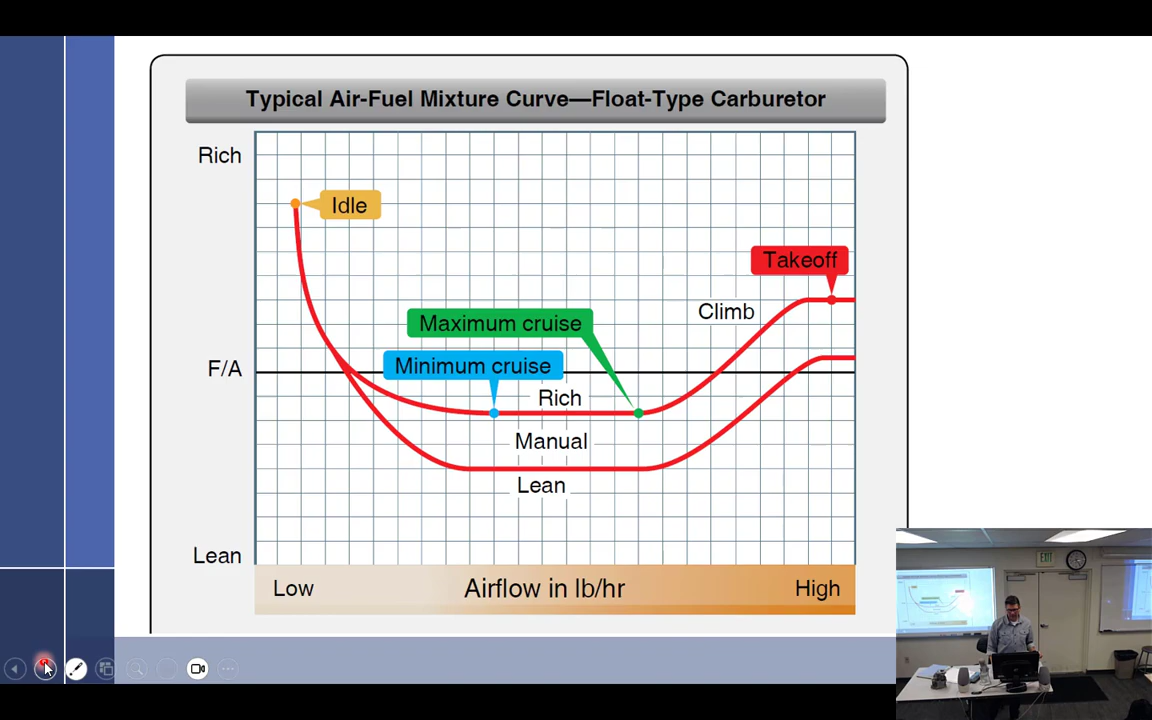 Typical Air-Fuel Mixture Curve—Float-Type Carburetor
Rich
Idle
Takeoff
Climb
Maximum cruise
Minimum cruise
F/A
Rich
Manual
Lean
Lean
Low
Airflow in lb/hr
High
EXIT